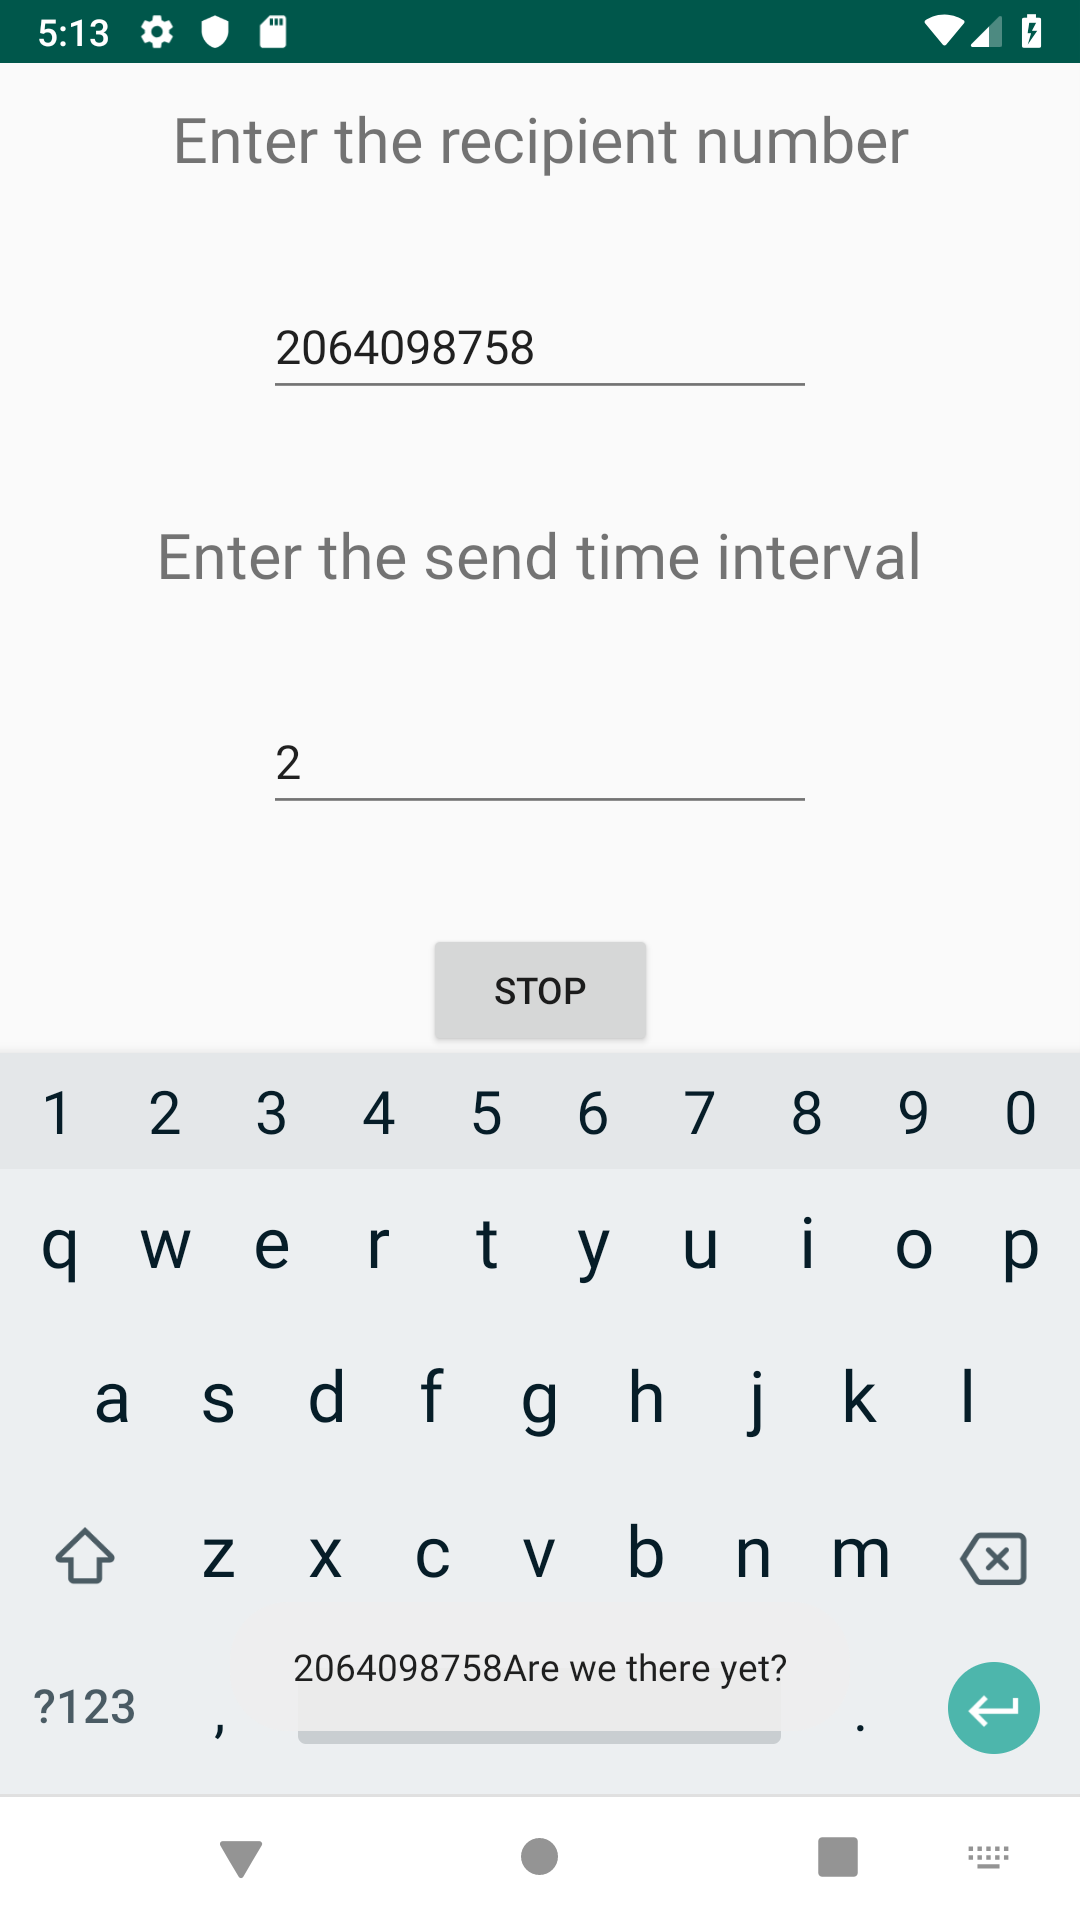 5:13
Enter the recipient number
2064098758
Enter the send time interval
2
STOP
1 2 3 4 5 6 7 8 9 0
q w e r t y u i o p
a s d f g h j k l
z x c v b n m
2064098758Are we there yet?
?123 , .